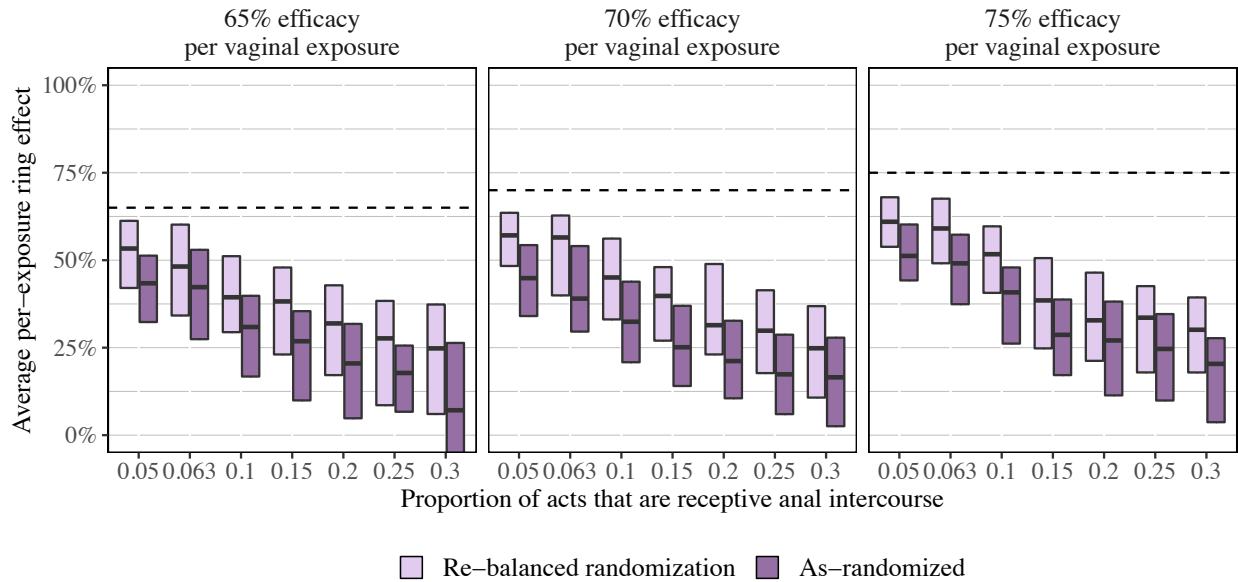 65% efficacy
per vaginal exposure
70% efficacy
per vaginal exposure
75% efficacy
per vaginal exposure
Average per−exposure ring effect
100%
75%
50%
25%
0%
0.05 0.063 0.1 0.15 0.2 0.25 0.3
0.05 0.063 0.1 0.15 0.2 0.25 0.3
0.05 0.063 0.1 0.15 0.2 0.25 0.3
Proportion of acts that are receptive anal intercourse
Re−balanced randomization
As−randomized